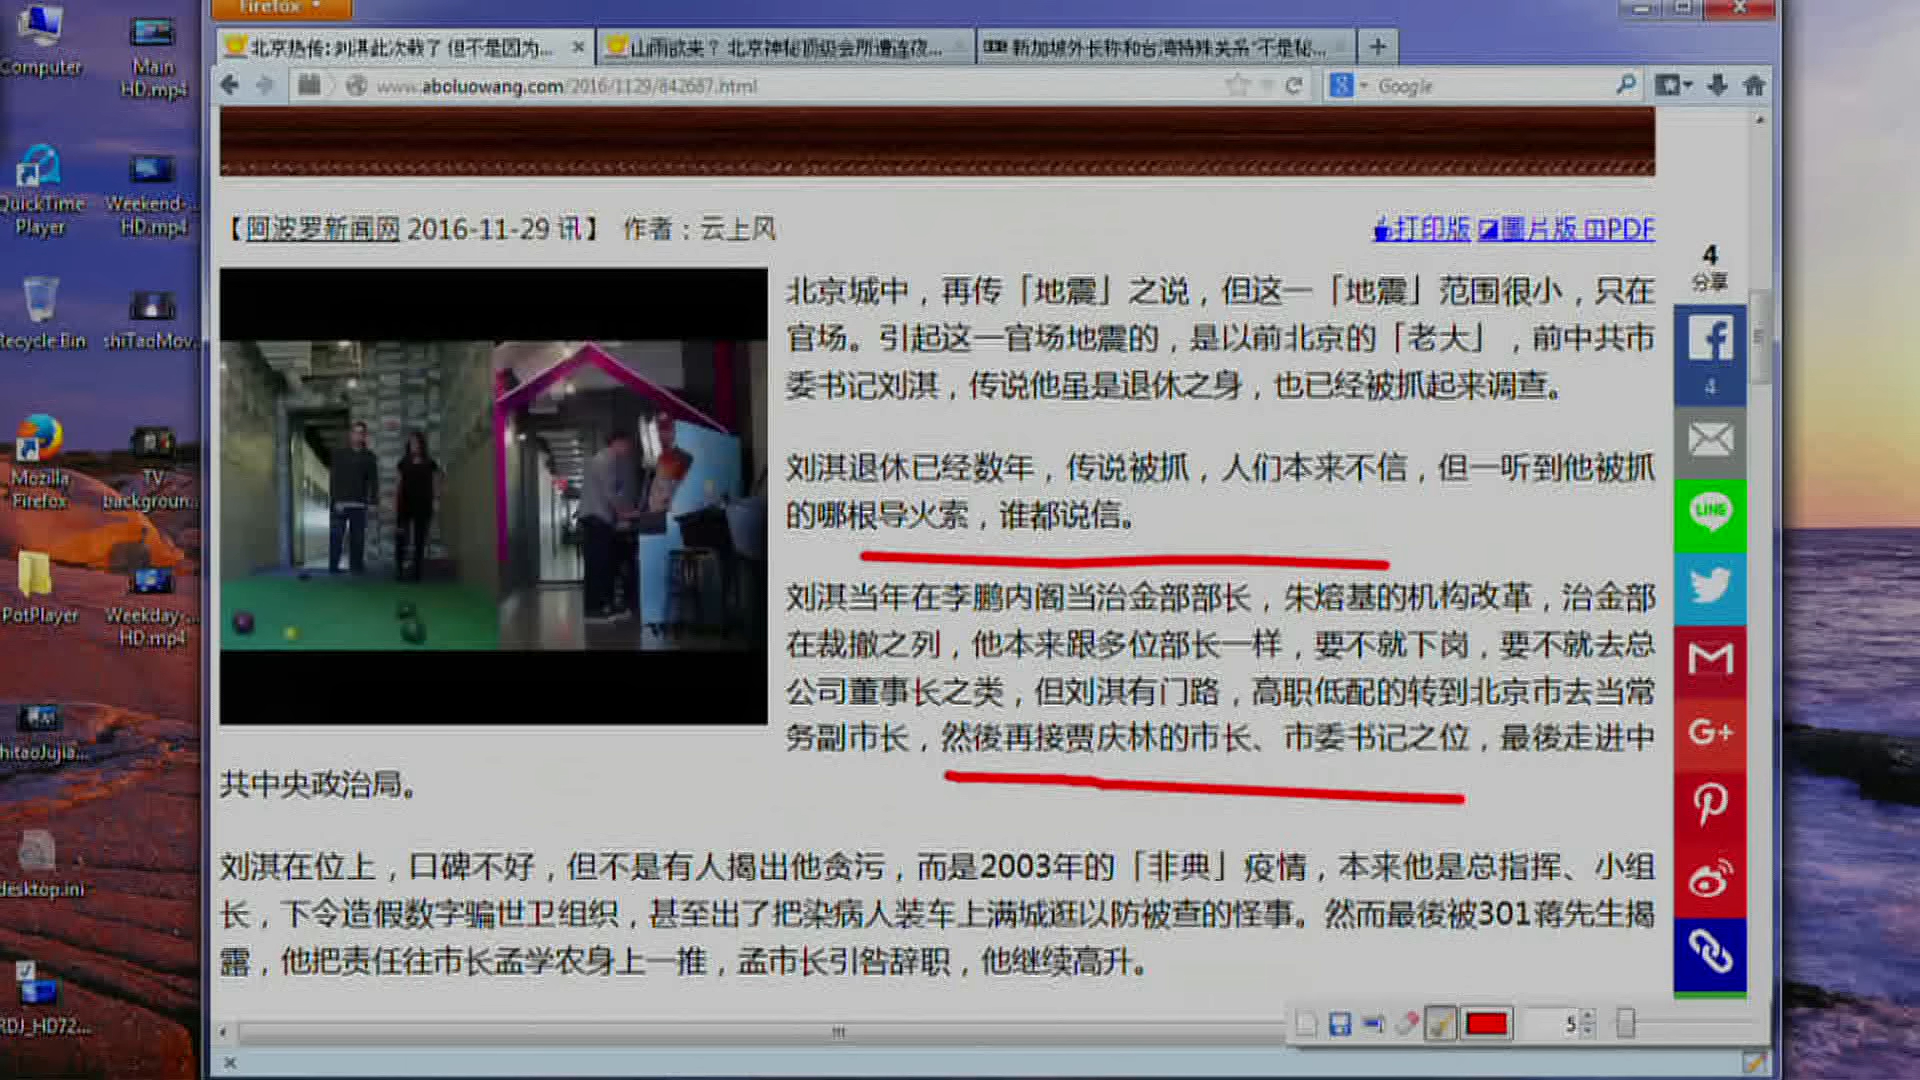 Firefox
北京热传：刘淇此次载了 但不是因为...
山雨欲来？ 北京神秘顶级会所遭连夜...
新加坡外长称和台湾特殊关系"不是秘...
www.aboluowang.com/2016/1129/842687.html
Google
【阿波罗新闻网 2016-11-29 讯】 作者：云上风
打印版 圖片版 PDF
北京城中，再传「地震」之说，但这一「地震」范围很小，只在
官场。引起这一官场地震的，是以前北京的「老大」，前中共市
委书记刘淇，传说他虽是退休之身，也已经被抓起来调查。
刘淇退休已经数年，传说被抓，人们本来不信，但一听到他被抓
的哪根导火索，谁都说信。
刘淇当年在李鹏内阁当治金部部长，朱熔基的机构改革，治金部
在裁撤之列，他本来跟多位部长一样，要不就下岗，要不就去总
公司董事长之类，但刘淇有门路，高职低配的转到北京市去当常
务副市长，然後再接贾庆林的市长、市委书记之位，最後走进中
共中央政治局。
刘淇在位上，口碑不好，但不是有人揭出他贪污，而是2003年的「非典」疫情，本来他是总指挥、小组
长，下令造假数字骗世卫组织，甚至出了把染病人装车上满城逛以防被查的怪事。然而最後被301蒋先生揭
露，他把责任往市长孟学农身上一推，孟市长引咎辞职，他继续高升。
4
分享
4
LINE
G+
5
Computer
Main
HD.mp4
QuickTime
Player
Weekend-...
HD.mp4
Recycle Bin
shiTaoMov...
Mozilla
Firefox
TV
backgroun...
PotPlayer
Weekday-...
HD.mp4
hitaoJujia...
desktop.ini
RDJ_HD72...